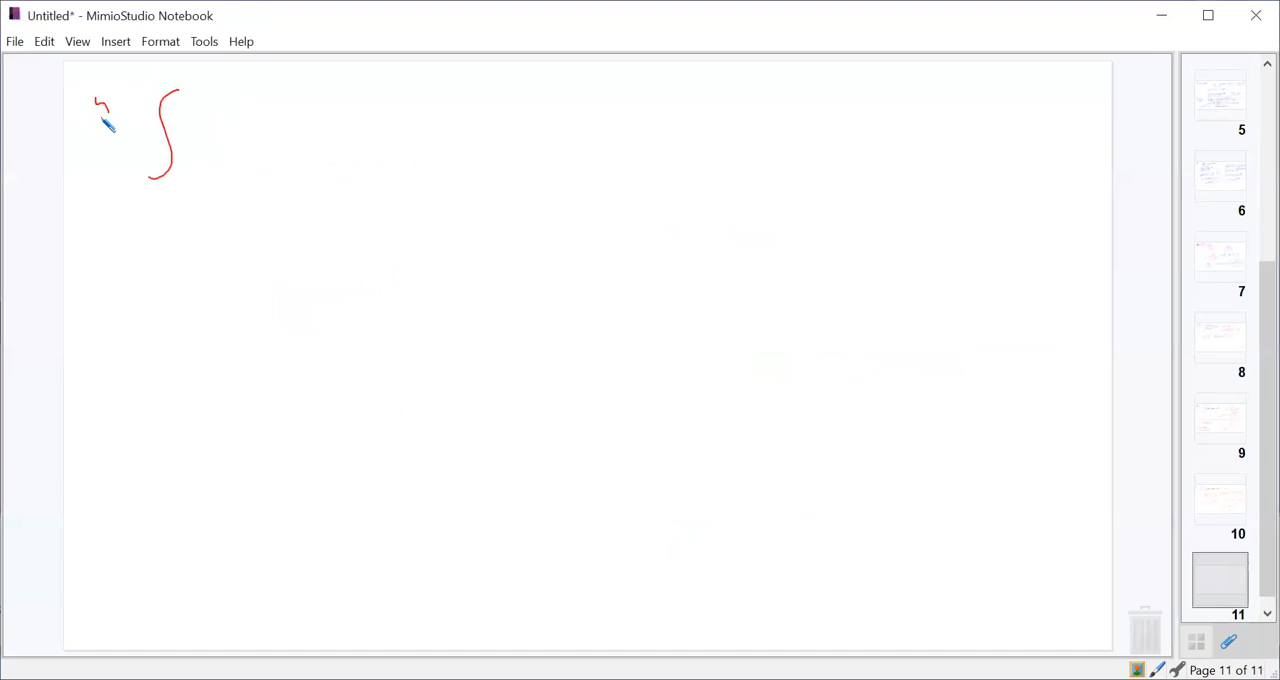 Untitled* - MimioStudio Notebook
File Edit View Insert Format Tools Help
∫
5
6
7
8
9
10
11
Page 11 of 11